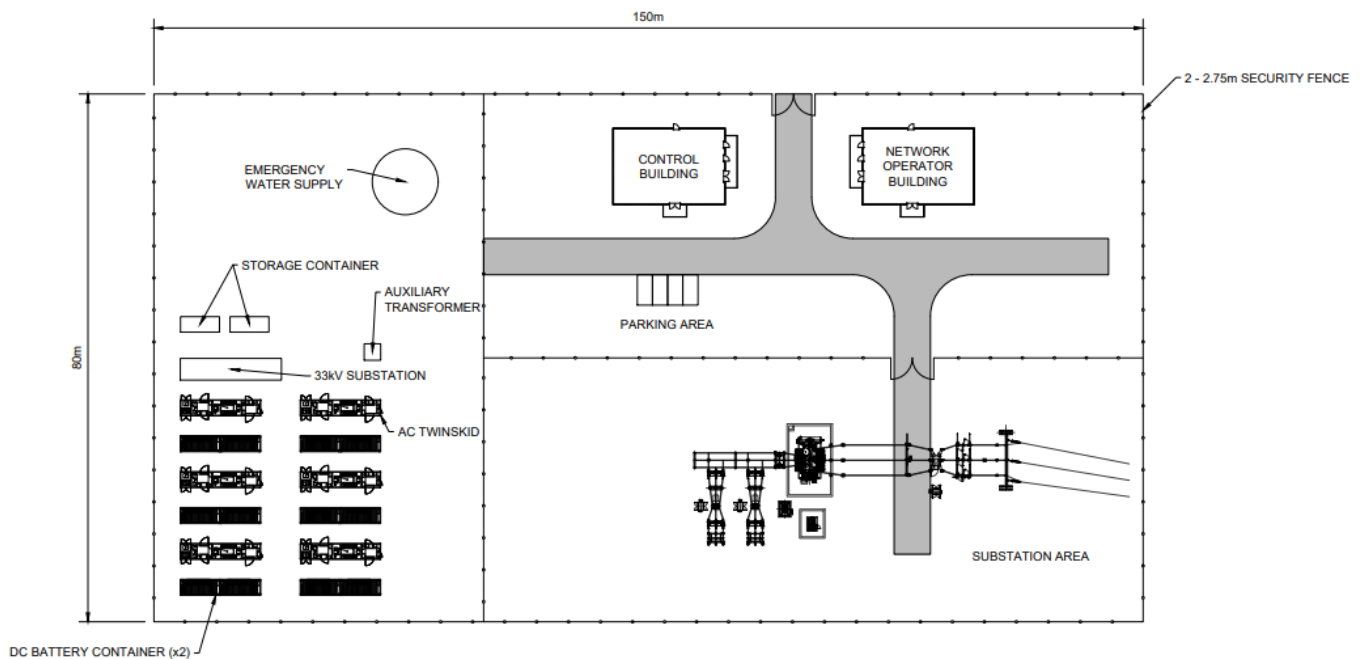 150m
2 - 2.75m SECURITY FENCE
EMERGENCY
WATER SUPPLY
CONTROL
BUILDING
NETWORK
OPERATOR
BUILDING
STORAGE CONTAINER
AUXILIARY
TRANSFORMER
PARKING AREA
80m
33kV SUBSTATION
AC TWINSKID
SUBSTATION AREA
DC BATTERY CONTAINER (x2)